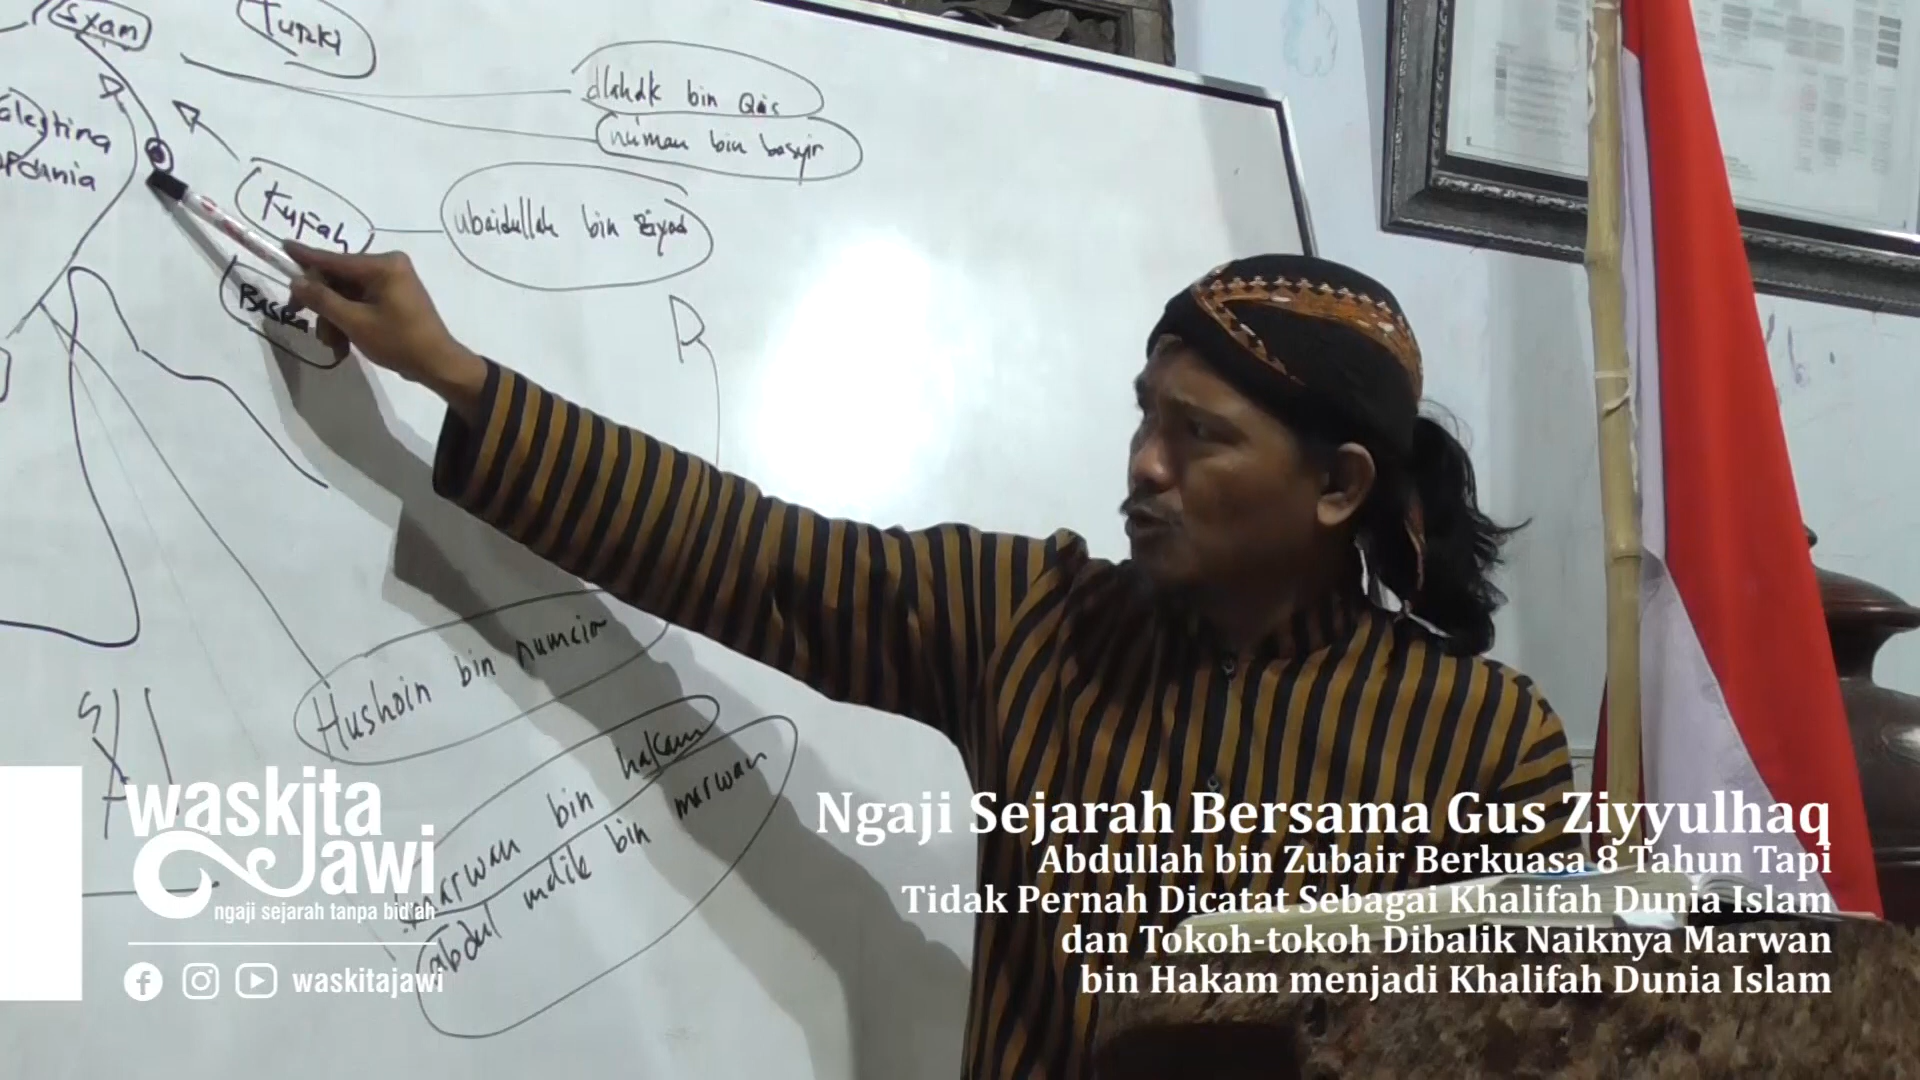 syam
Turki
dlahak bin Qais
nu'man bin basyir
Kufah
ubaidullah bin Ziyad
Basra
Hushoin bin numair
marwan bin hakam
abdul malik bin marwan
waskita
Jawi
ngaji sejarah tanpa bid'ah
waskitajawi
Ngaji Sejarah Bersama Gus Ziyyulhaq
Abdullah bin Zubair Berkuasa 8 Tahun Tapi
Tidak Pernah Dicatat Sebagai Khalifah Dunia Islam
dan Tokoh-tokoh Dibalik Naiknya Marwan
bin Hakam menjadi Khalifah Dunia Islam